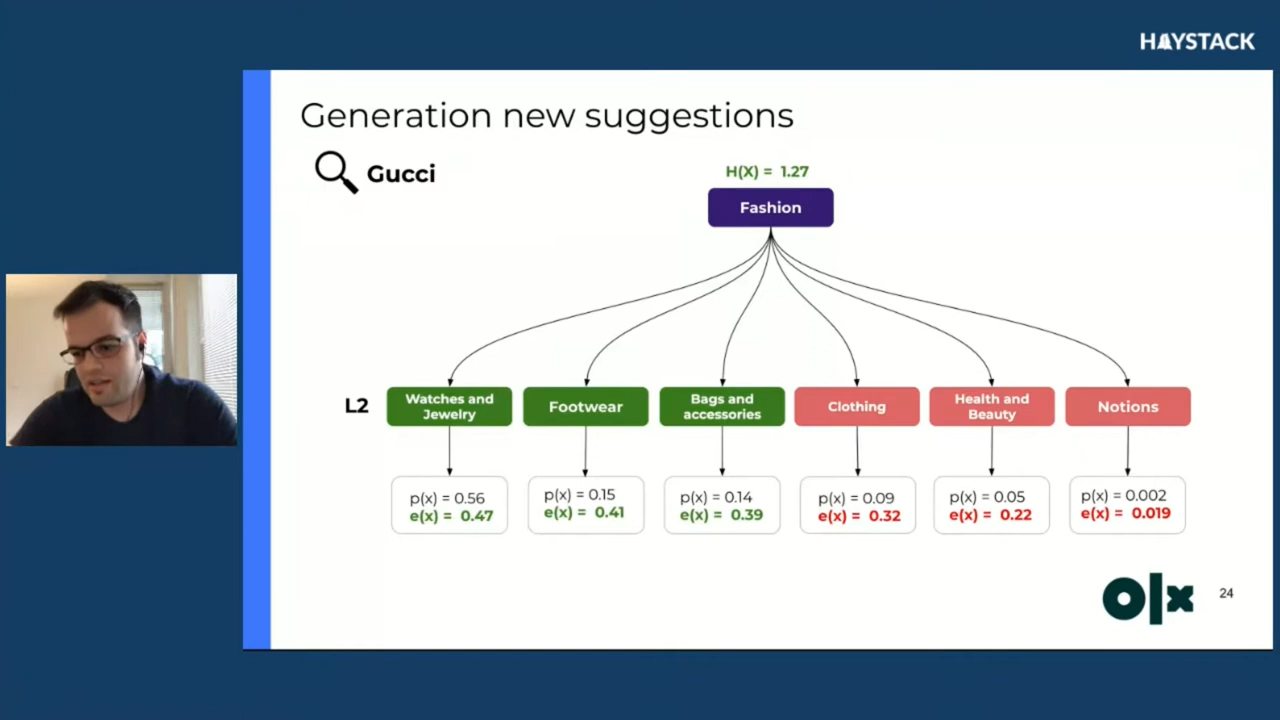 HAYSTACK
Generation new suggestions
Gucci
H(X) = 1.27
Fashion
L2
Watches and
Jewelry
Footwear
Bags and
accessories
Clothing
Health and
Beauty
Notions
p(x) = 0.56
e(x) = 0.47
p(x) = 0.15
e(x) = 0.41
p(x) = 0.14
e(x) = 0.39
p(x) = 0.09
e(x) = 0.32
p(x) = 0.05
e(x) = 0.22
p(x) = 0.002
e(x) = 0.019
olx
24